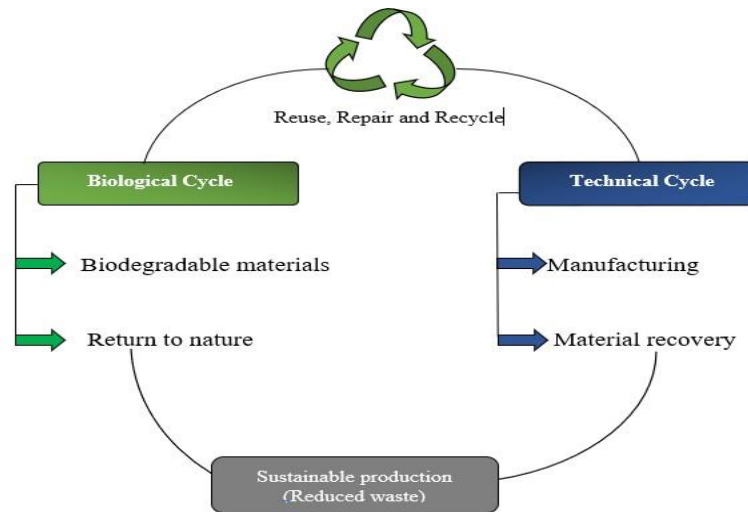 Reuse, Repair and Recycle
Biological Cycle
Biodegradable materials
Return to nature
Technical Cycle
Manufacturing
Material recovery
Sustainable production
(Reduced waste)